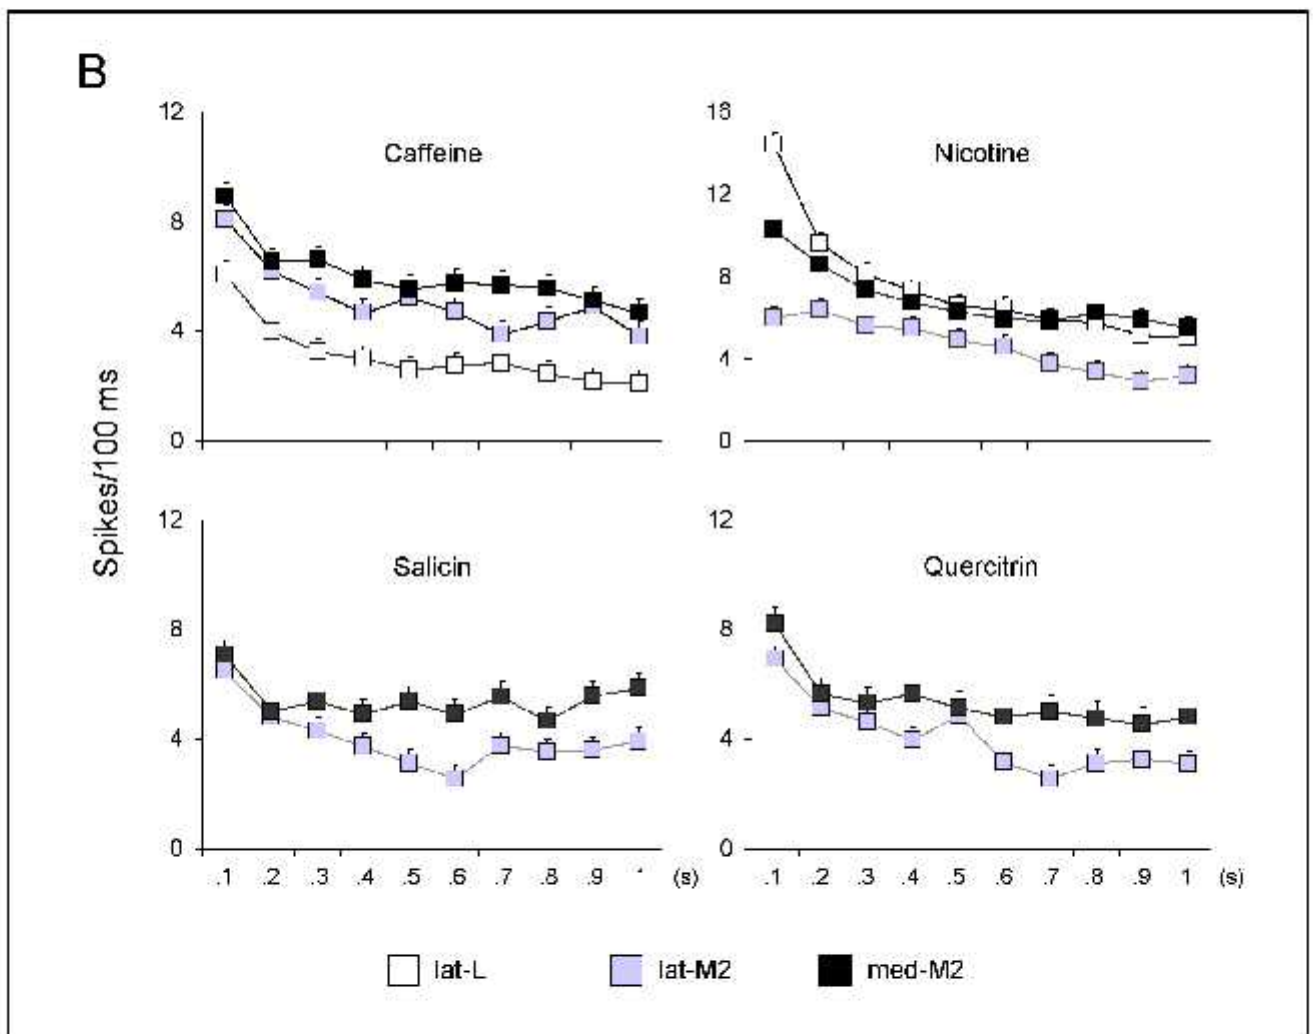 B
Caffeine
12
8
4
0
Nicotine
16
12
8
4
0
Spikes/100 ms
Salicin
12
8
4
0
.1 .2 .3 .4 .5 .6 .7 .8 .9 (s)
Quercitrin
12
8
4
0
.1 .2 .3 .4 .5 .6 .7 .8 .9 1 (s)
lat-L lat-M2 med-M2